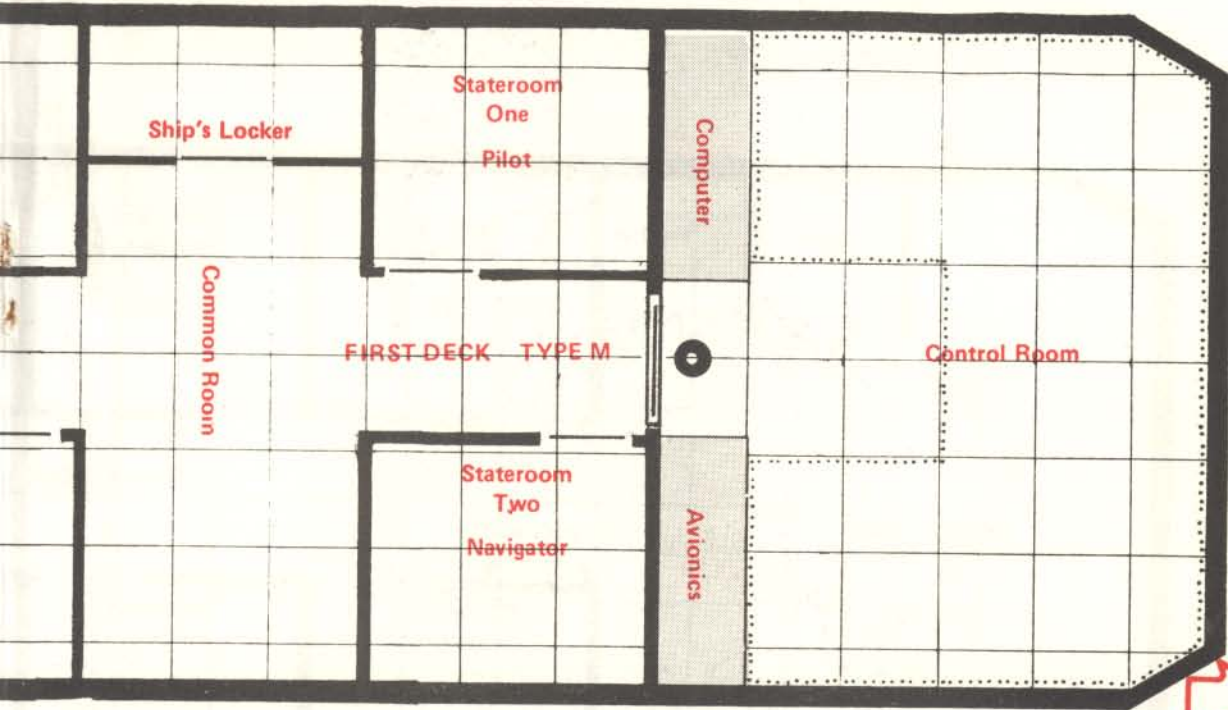 Ship's Locker
Stateroom
One
Pilot
Computer
Common Room
FIRST DECK TYPE M
Control Room
Stateroom
Two
Navigator
Avionics